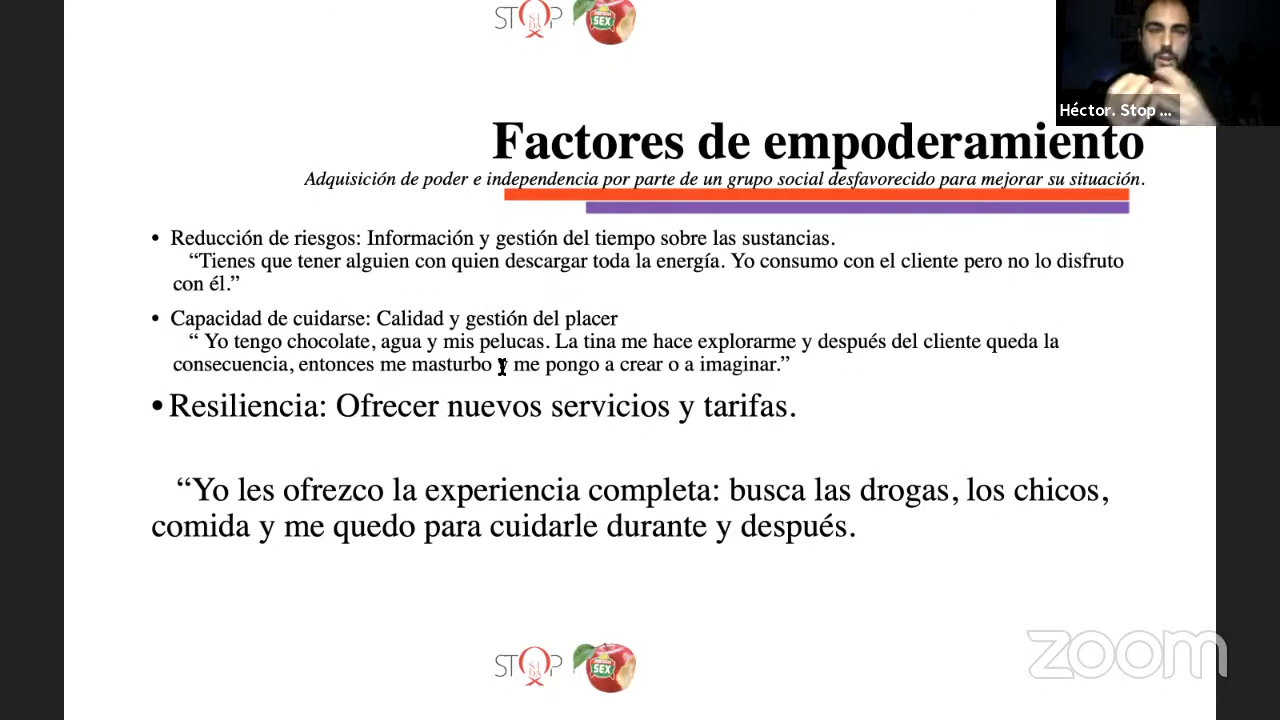 STOP
SIDA
SEX
Héctor. Stop ...
Factores de empoderamiento
Adquisición de poder e independencia por parte de un grupo social desfavorecido para mejorar su situación.
• Reducción de riesgos: Información y gestión del tiempo sobre las sustancias.
“Tienes que tener alguien con quien descargar toda la energía. Yo consumo con el cliente pero no lo disfruto
con él.”
• Capacidad de cuidarse: Calidad y gestión del placer
“ Yo tengo chocolate, agua y mis pelucas. La tina me hace explorarme y después del cliente queda la
consecuencia, entonces me masturbo y me pongo a crear o a imaginar.”
• Resiliencia: Ofrecer nuevos servicios y tarifas.
“Yo les ofrezco la experiencia completa: busca las drogas, los chicos,
comida y me quedo para cuidarle durante y después.
STOP
SIDA
SEX
zoom